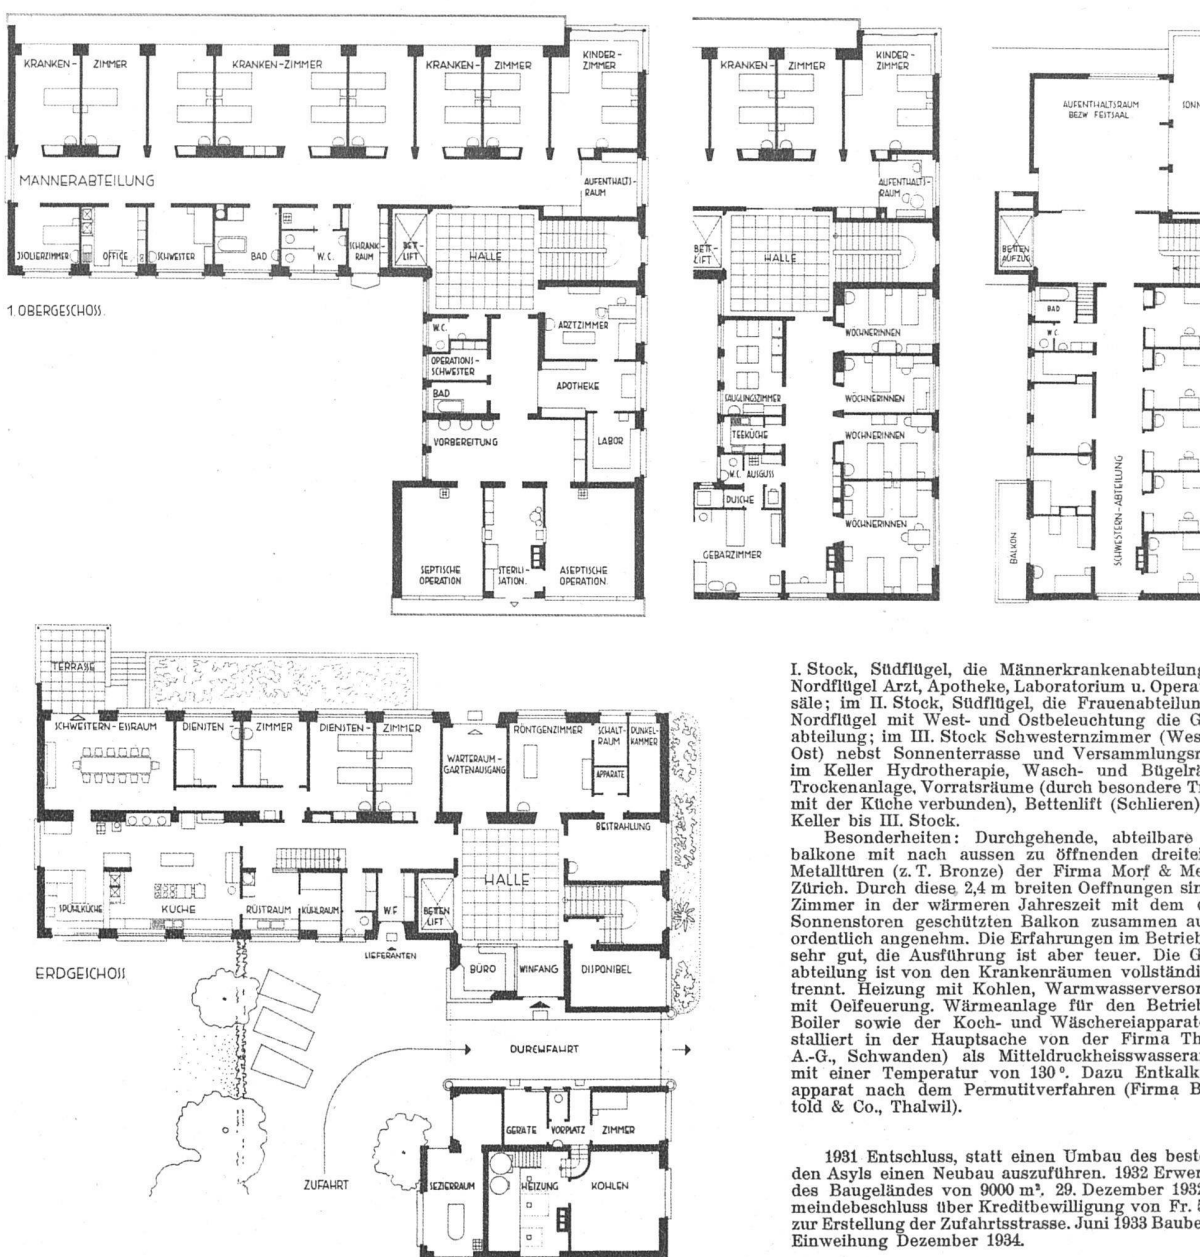 KRANKEN- ZIMMER
KRANKEN-ZIMMER
KRANKEN- ZIMMER
KINDER-
ZIMMER
MÄNNERABTEILUNG
AUFENTHALTS-
RAUM
ISOLIERZIMMER
OFFICE
SCHWESTER
BAD
W.C.
SCHRANK-
RAUM
BETT-
LIFT
HALLE
1. OBERGESCHOSS.
W.C.
OPERATIONS-
SCHWESTER
BAD
ARZTZIMMER
APOTHEKE
VORBEREITUNG
LABOR
SEPTISCHE
OPERATION
STERILI-
SATION.
ASEPTISCHE
OPERATION.
KRANKEN- ZIMMER
KINDER-
ZIMMER
AUFENTHALTS-
RAUM
BETT-
LIFT
HALLE
WÖCHNERINNEN
SÄUGLINGSZIMMER
WÖCHNERINNEN
TEEKÜCHE
WÖCHNERINNEN
W.C. AUSGUSS
DUSCHE
WÖCHNERINNEN
GEBÄRZIMMER
AUFENTHALTSRAUM
BEZW FESTSAAL
SONN
BETTEN
AUFZUG
BAD
W.C.
SCHWESTERN-ABTEILUNG
BALKON
TERRASSE
SCHWESTERN-ESSRAUM
DIENSTEN- ZIMMER
DIENSTEN- ZIMMER
WARTERAUM-
GARTENAUSGANG
RÖNTGENZIMMER
SCHALT-
RAUM
DUNKEL-
KAMMER
APPARATE
BESTRAHLUNG
HALLE
SPÜHLKÜCHE
KÜCHE
RÜSTRAUM
KÜHLRAUM
W.F.
BETTEN
LIFT
LIEFERANTEN
BÜRO
WINFANG
DISPONIBEL
ERDGESCHOSS
DURCHFAHRT
GERÄTE
VORPLATZ
ZIMMER
ZUFAHRT
SEZIERRAUM
HEIZUNG
KOHLEN
I. Stock, Südflügel, die Männerkrankenabteilung
Nordflügel Arzt, Apotheke, Laboratorium u. Opera
säle; im II. Stock, Südflügel, die Frauenabteilun
Nordflügel mit West- und Ostbeleuchtung die G
abteilung; im III. Stock Schwesternzimmer (Wes
Ost) nebst Sonnenterrasse und Versammlungsr
im Keller Hydrotherapie, Wasch- und Bügelrä
Trockenanlage, Vorratsräume (durch besondere Tr
mit der Küche verbunden), Bettenlift (Schlieren)
Keller bis III. Stock.
Besonderheiten: Durchgehende, abteilbare
balkone mit nach aussen zu öffnenden dreitei
Metalltüren (z. T. Bronze) der Firma Morf & Me
Zürich. Durch diese 2,4 m breiten Oeffnungen sin
Zimmer in der wärmeren Jahreszeit mit dem
Sonnenstoren geschützten Balkon zusammen au
ordentlich angenehm. Die Erfahrungen im Betrieb
sehr gut, die Ausführung ist aber teuer. Die G
abteilung ist von den Krankenräumen vollständi
trennt. Heizung mit Kohlen, Warmwasserversor
mit Oelfeuerung. Wärmeanlage für den Betrieb
Boiler sowie der Koch- und Wäschereiapparat
stalliert in der Hauptsache von der Firma Th
A.-G., Schwanden) als Mitteldruckheisswassera
mit einer Temperatur von 130°. Dazu Entkalk
apparat nach dem Permutitverfahren (Firma B
told & Co., Thalwil).
1931 Entschluss, statt einen Umbau des best
den Asyls einen Neubau auszuführen. 1932 Erwer
des Baugeländes von 9000 m². 29. Dezember 1932
meindebeschluss über Kreditbewilligung von Fr.
zur Erstellung der Zufahrtsstrasse. Juni 1933 Baube
Einweihung Dezember 1934.